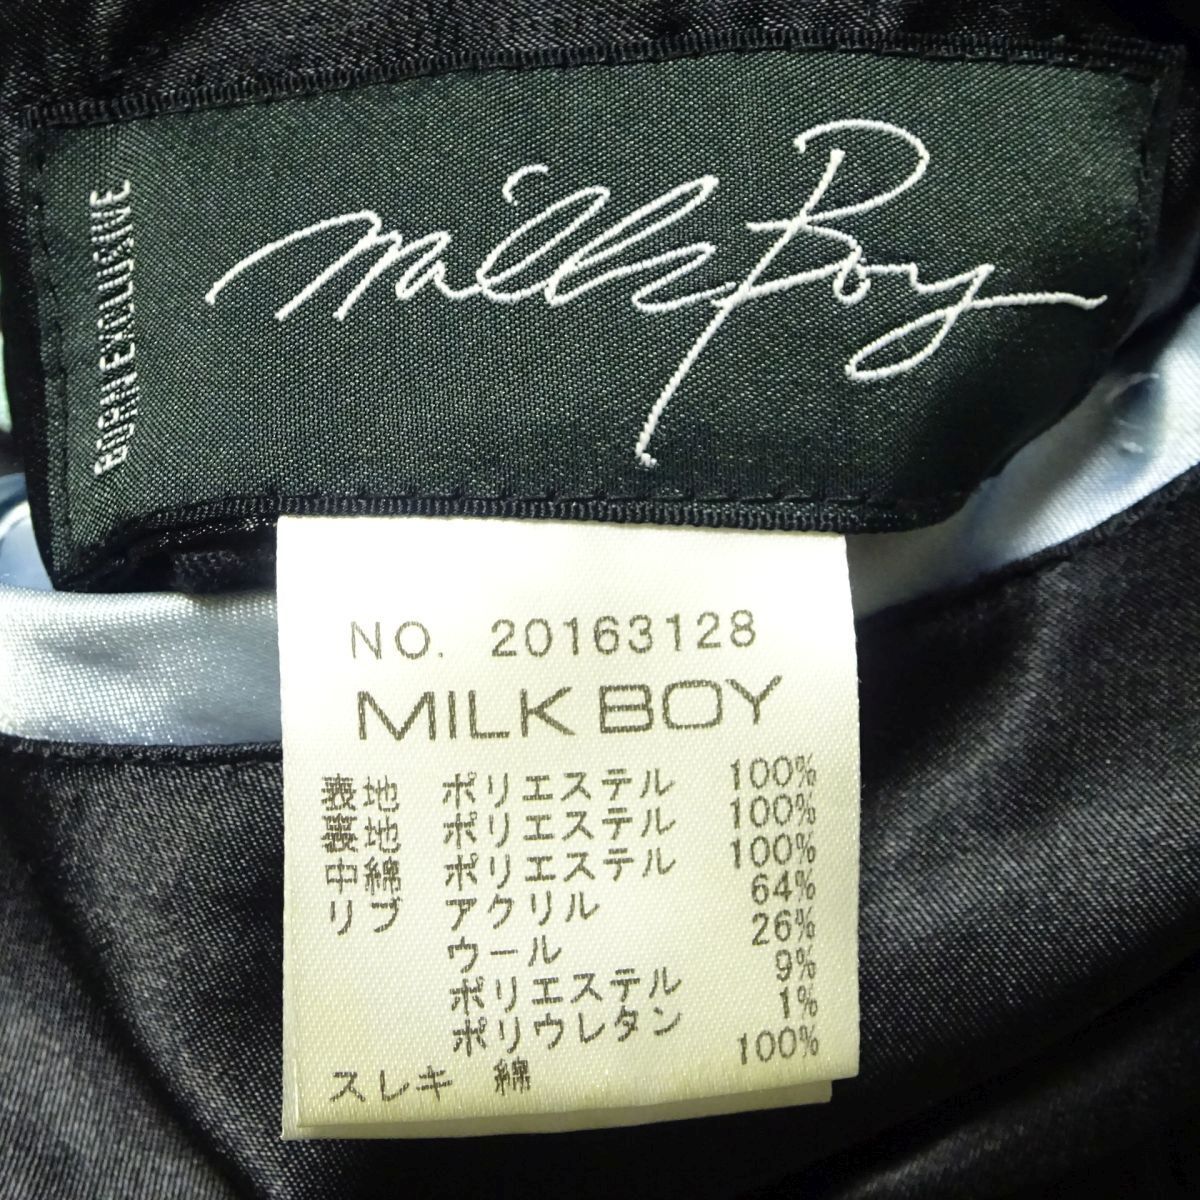 Milk Boy
BORN EXCLUSIVE
NO. 20163128
MILK BOY
表地 ポリエステル 100%
裏地 ポリエステル 100%
中綿 ポリエステル 100%
リブ アクリル 64%
ウール 26%
ポリエステル 9%
ポリウレタン 1%
スレキ 綿 100%